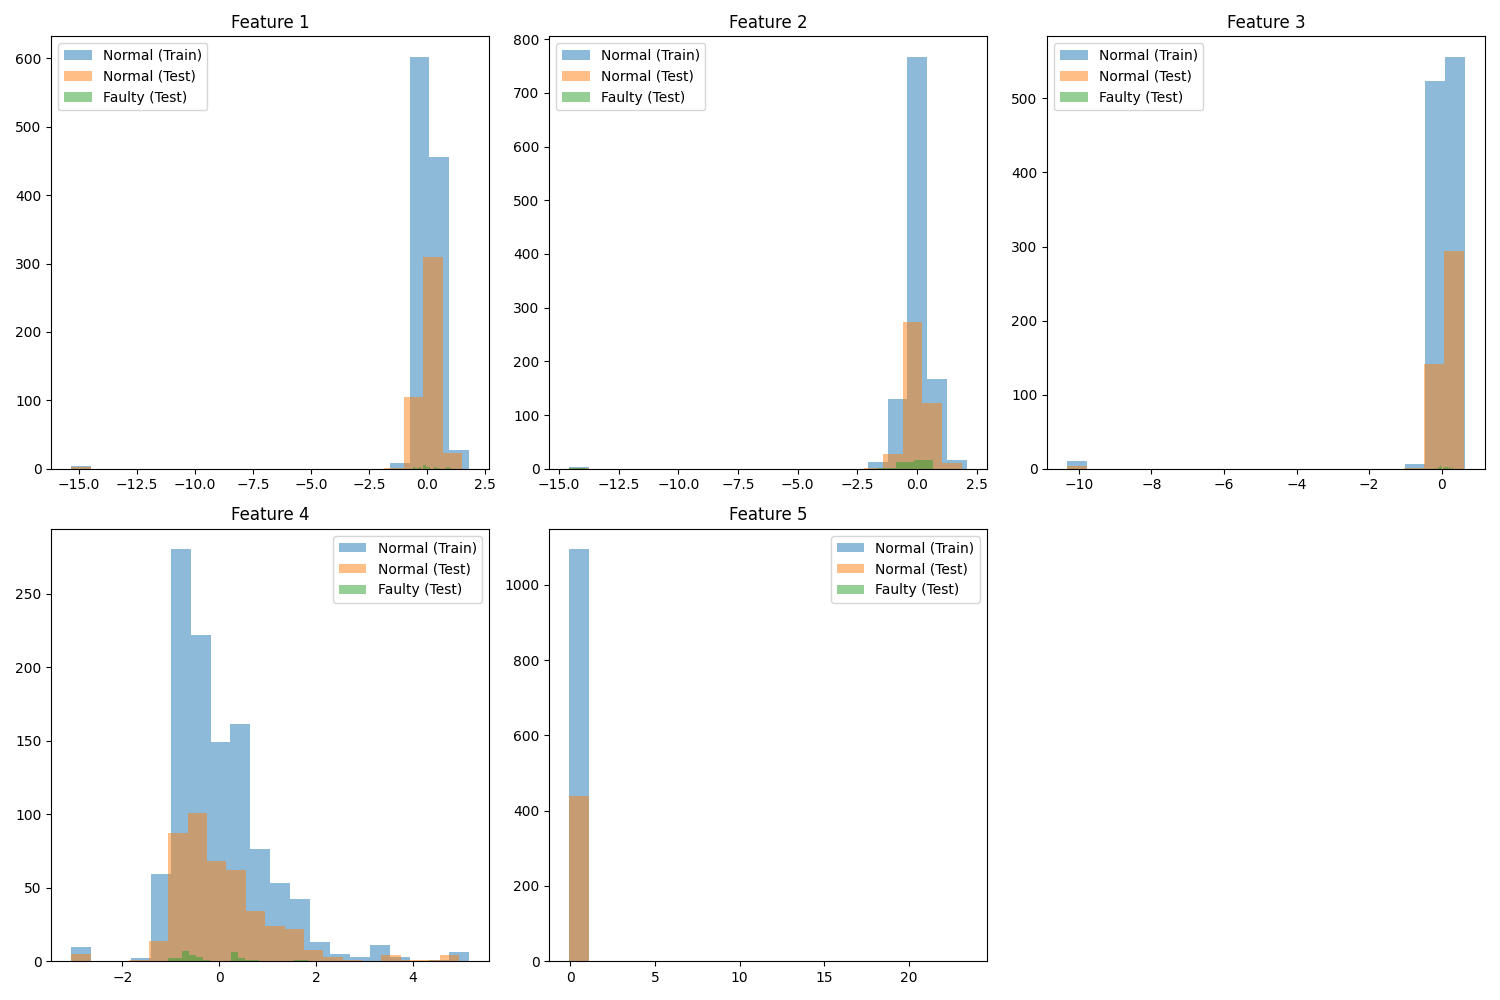 Feature 1
Normal (Train)
Normal (Test)
Faulty (Test)
600
500
400
300
200
100
0
−15.0 −12.5 −10.0 −7.5 −5.0 −2.5 0.0 2.5
Feature 2
Normal (Train)
Normal (Test)
Faulty (Test)
800
700
600
500
400
300
200
100
0
−15.0 −12.5 −10.0 −7.5 −5.0 −2.5 0.0 2.5
Feature 3
Normal (Train)
Normal (Test)
Faulty (Test)
500
400
300
200
100
0
−10 −8 −6 −4 −2 0
Feature 4
Normal (Train)
Normal (Test)
Faulty (Test)
250
200
150
100
50
0
−2 0 2 4
Feature 5
Normal (Train)
Normal (Test)
Faulty (Test)
1000
800
600
400
200
0
0 5 10 15 20